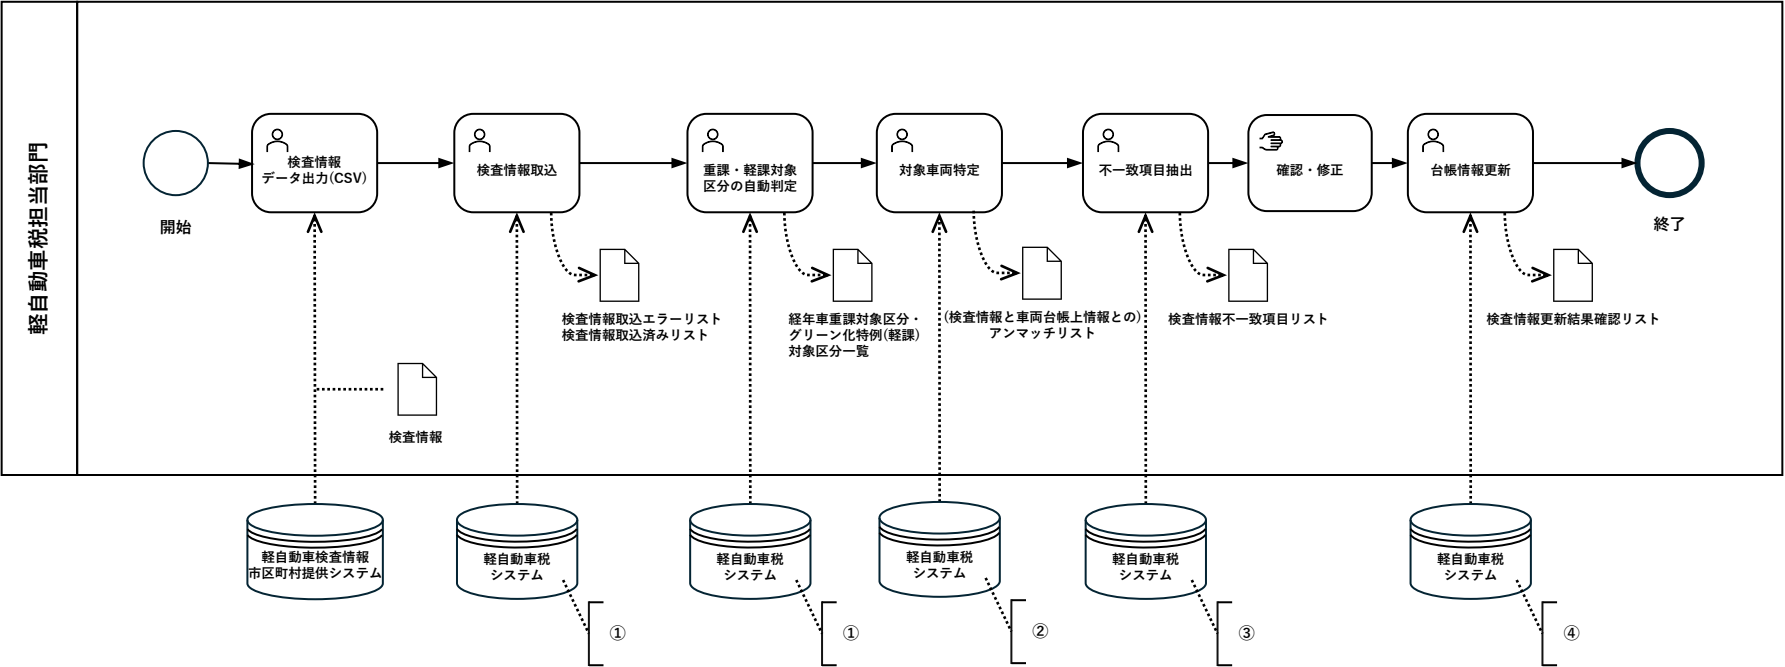 軽自動車税担当部門
開始
検査情報
データ出力(CSV)
検査情報取込
重課・軽課対象
区分の自動判定
対象車両特定
不一致項目抽出
確認・修正
台帳情報更新
終了
検査情報取込エラーリスト
検査情報取込済みリスト
経年車重課対象区分・
グリーン化特例(軽課)
対象区分一覧
(検査情報と車両台帳上情報との)
アンマッチリスト
検査情報不一致項目リスト
検査情報更新結果確認リスト
検査情報
軽自動車検査情報
市区町村提供システム
軽自動車税
システム
軽自動車税
システム
軽自動車税
システム
軽自動車税
システム
軽自動車税
システム
①
①
②
③
④